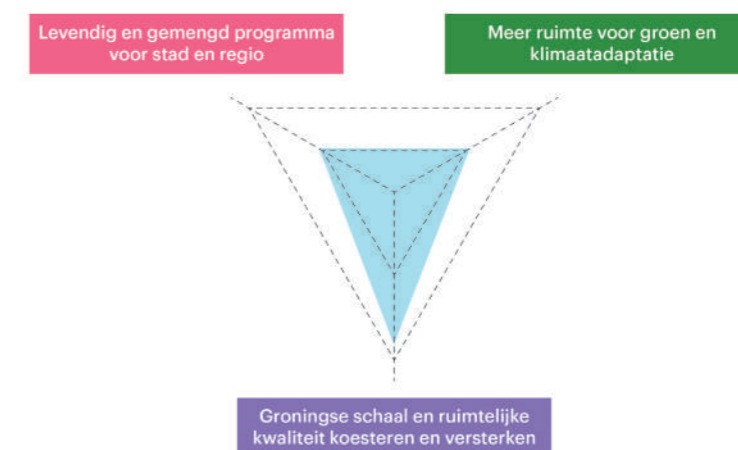 Levendig en gemengd programma
voor stad en regio
Meer ruimte voor groen en
klimaatadaptatie
Groningse schaal en ruimtelijke
kwaliteit koesteren en versterken